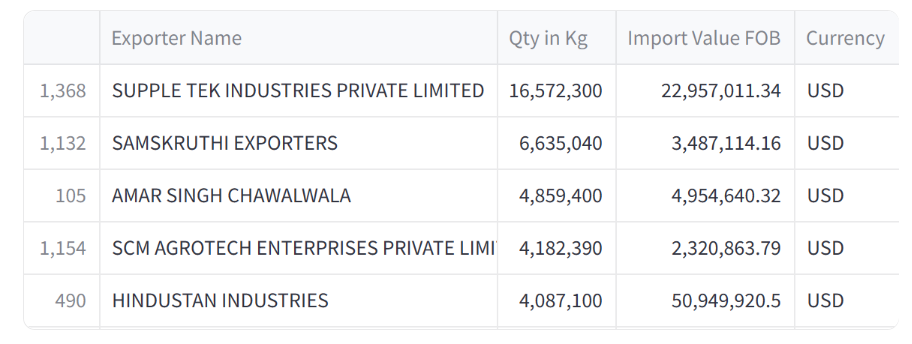 Exporter Name Qty in Kg Import Value FOB Currency
1,368 SUPPLE TEK INDUSTRIES PRIVATE LIMITED 16,572,300 22,957,011.34 USD
1,132 SAMSKRUTHI EXPORTERS 6,635,040 3,487,114.16 USD
105 AMAR SINGH CHAWALWALA 4,859,400 4,954,640.32 USD
1,154 SCM AGROTECH ENTERPRISES PRIVATE LIMI 4,182,390 2,320,863.79 USD
490 HINDUSTAN INDUSTRIES 4,087,100 50,949,920.5 USD